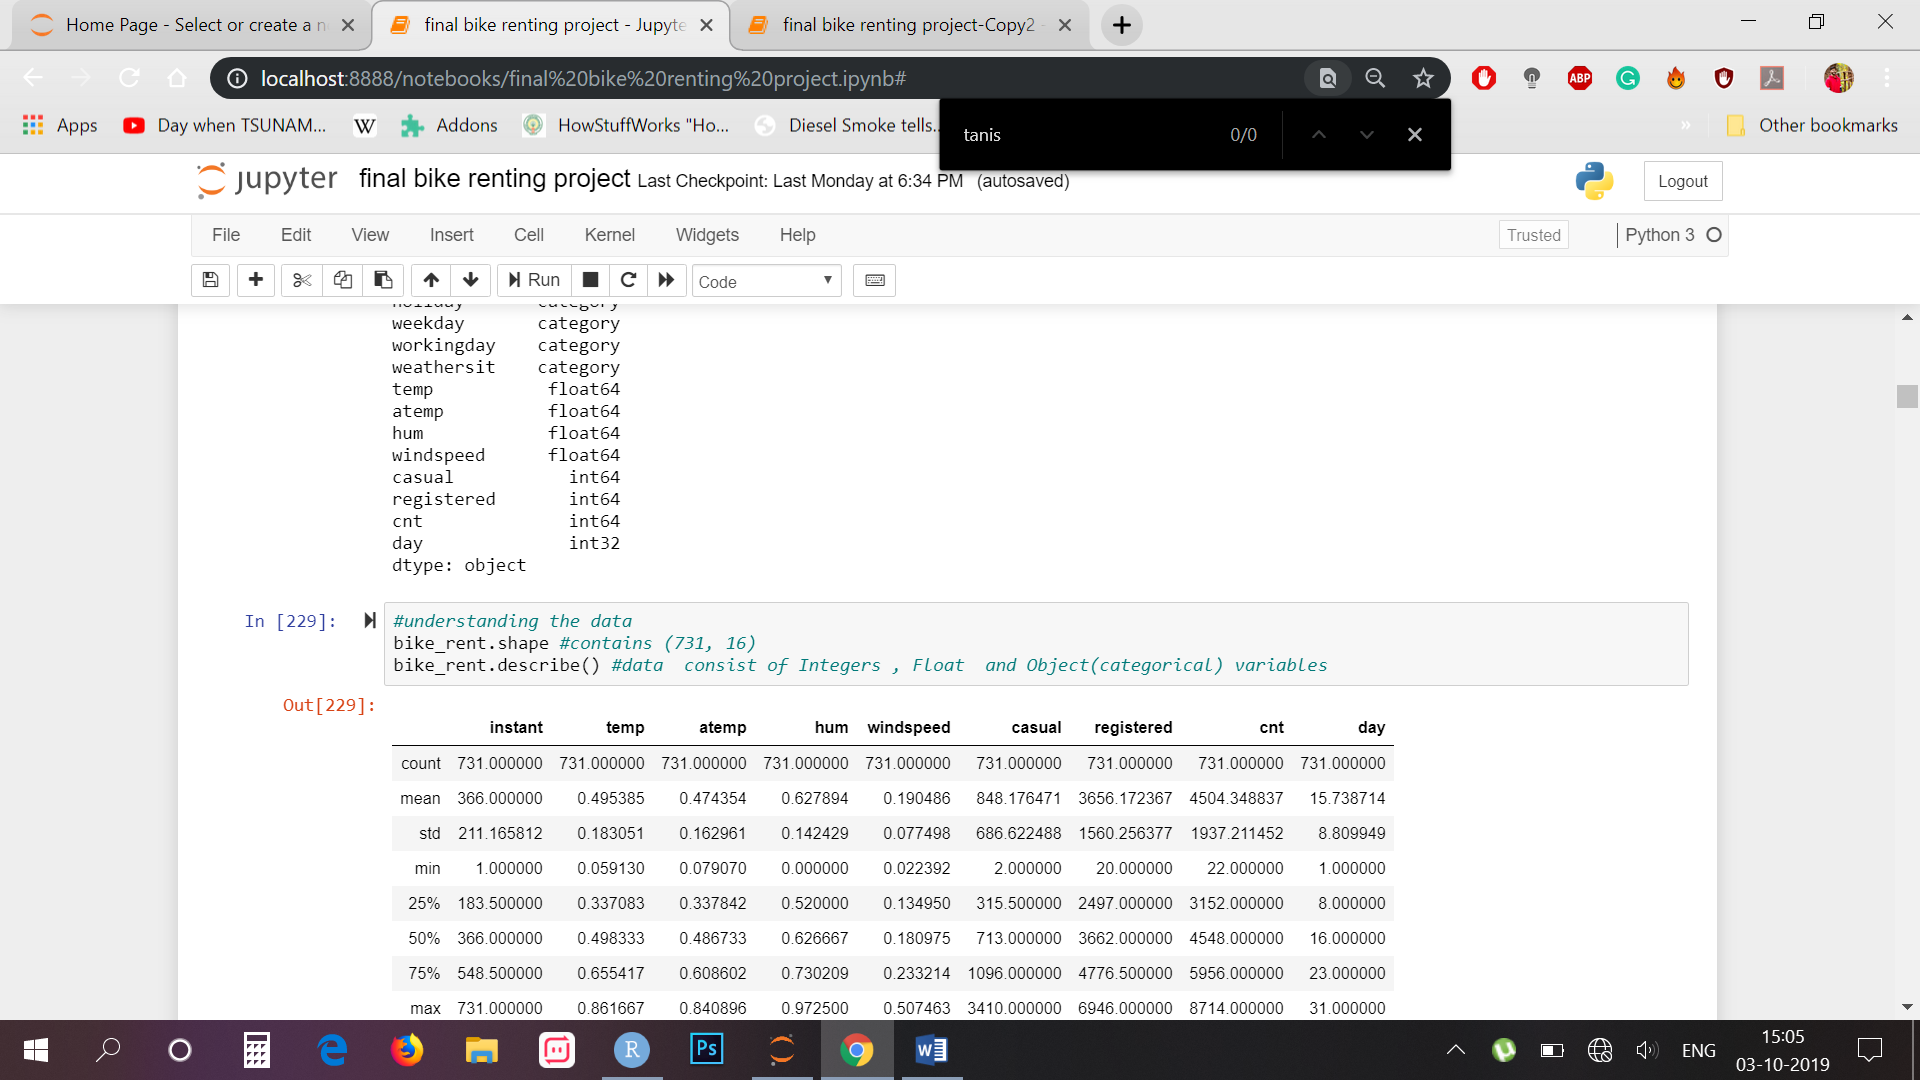 Home Page - Select or create a n
final bike renting project - Jupyte
final bike renting project-Copy2 -
localhost:8888/notebooks/final%20bike%20renting%20project.ipynb#
ABP
Apps
Day when TSUNAM...
W
Addons
HowStuffWorks "Ho...
Diesel Smoke tells...
»
Other bookmarks
tanis
0/0
jupyter
final bike renting project Last Checkpoint: Last Monday at 6:34 PM (autosaved)
Logout
File Edit View Insert Cell Kernel Widgets Help
Trusted
Python 3
Run
Code
holiday category
weekday category
workingday category
weathersit category
temp float64
atemp float64
hum float64
windspeed float64
casual int64
registered int64
cnt int64
day int32
dtype: object
In [229]:
#understanding the data
bike_rent.shape #contains (731, 16)
bike_rent.describe() #data  consist of Integers , Float  and Object(categorical) variables
Out[229]:
instant temp atemp hum windspeed casual registered cnt day
count 731.000000 731.000000 731.000000 731.000000 731.000000 731.000000 731.000000 731.000000 731.000000
mean 366.000000 0.495385 0.474354 0.627894 0.190486 848.176471 3656.172367 4504.348837 15.738714
std 211.165812 0.183051 0.162961 0.142429 0.077498 686.622488 1560.256377 1937.211452 8.809949
min 1.000000 0.059130 0.079070 0.000000 0.022392 2.000000 20.000000 22.000000 1.000000
25% 183.500000 0.337083 0.337842 0.520000 0.134950 315.500000 2497.000000 3152.000000 8.000000
50% 366.000000 0.498333 0.486733 0.626667 0.180975 713.000000 3662.000000 4548.000000 16.000000
75% 548.500000 0.655417 0.608602 0.730209 0.233214 1096.000000 4776.500000 5956.000000 23.000000
max 731.000000 0.861667 0.840896 0.972500 0.507463 3410.000000 6946.000000 8714.000000 31.000000
R
Ps
W
ENG
15:05
03-10-2019